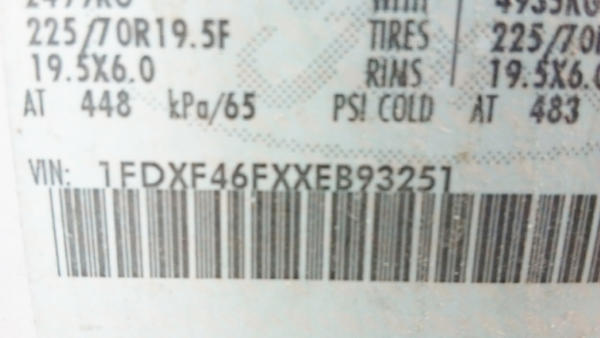 WITH
225/70R19.5F TIRES 225/70
19.5X6.0 RIMS 19.5X6.0
AT 448 kPa/65 PSI COLD AT 483
VIN: 1FDXF46FXXEB93251